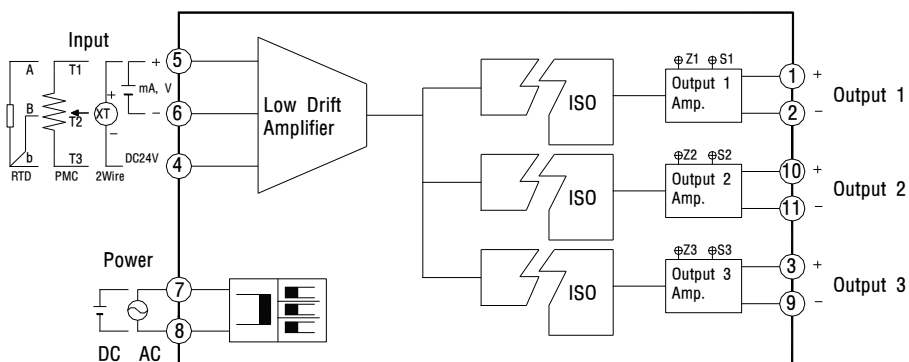 Input
5
+
A
T1
+
mA, V
B
T2
XT
+
−
−
6
b
T3
DC24V
4
RTD
PMC
2Wire
Low Drift
Amplifier
Power
7
8
DC
AC
ISO
Z1
S1
Output 1
Amp.
1
+
2
−
Output 1
ISO
Z2
S2
Output 2
Amp.
10
+
11
−
Output 2
ISO
Z3
S3
Output 3
Amp.
3
+
9
−
Output 3